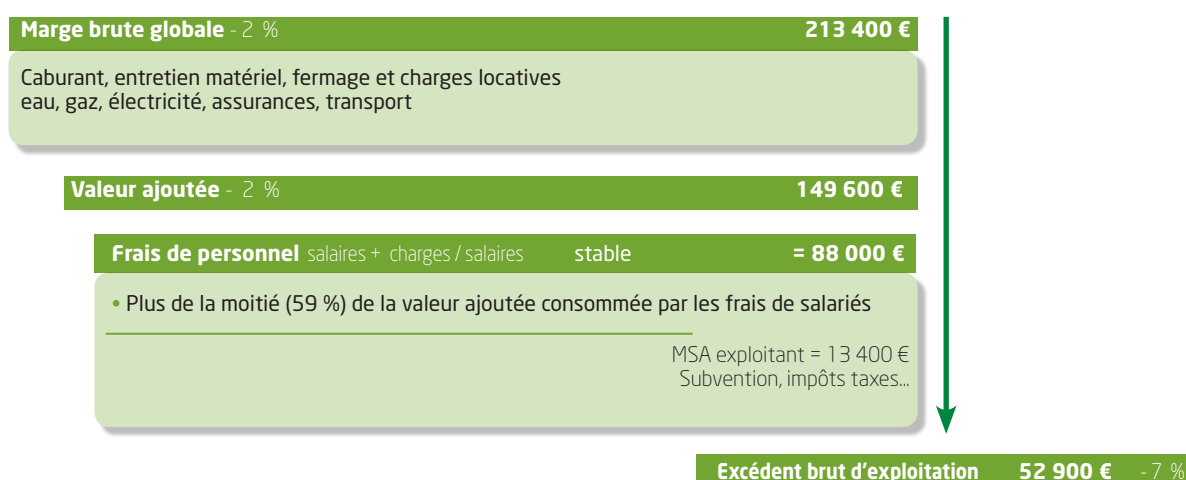 Marge brute globale - 2 % 213 400 €
Caburant, entretien matériel, fermage et charges locatives
eau, gaz, électricité, assurances, transport
Valeur ajoutée - 2 % 149 600 €
Frais de personnel salaires + charges / salaires stable = 88 000 €
• Plus de la moitié (59 %) de la valeur ajoutée consommée par les frais de salariés
MSA exploitant = 13 400 €
Subvention, impôts taxes...
Excédent brut d'exploitation 52 900 € - 7 %